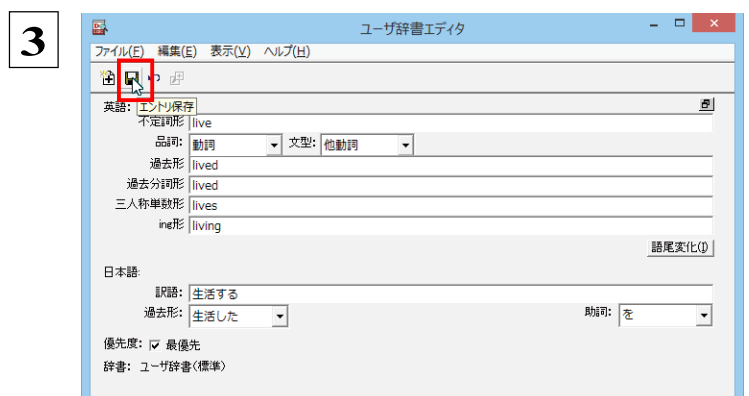 3
ユーザ辞書エディタ
ファイル(F) 編集(E) 表示(V) ヘルプ(H)
英語: エントリ保存
不定詞形 live
品詞: 動詞 文型: 他動詞
過去形 lived
過去分詞形 lived
三人称単数形 lives
ing形 living
語尾変化(I)
日本語:
訳語: 生活する
過去形: 生活した 助詞: を
優先度: 最優先
辞書: ユーザ辞書(標準)